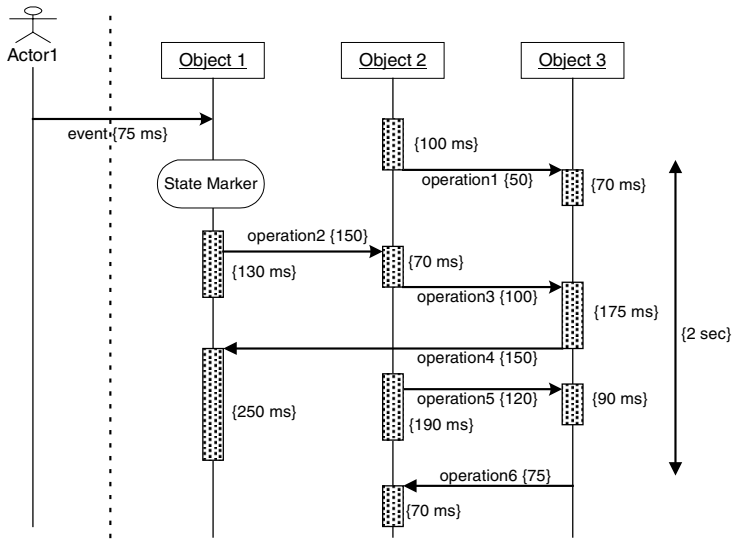 Actor1
Object 1
Object 2
Object 3
event {75 ms}
{100 ms}
operation1 {50}
{70 ms}
State Marker
operation2 {150}
{130 ms}
{70 ms}
operation3 {100}
{175 ms}
{2 sec}
operation4 {150}
operation5 {120}
{90 ms}
{250 ms}
{190 ms}
operation6 {75}
{70 ms}